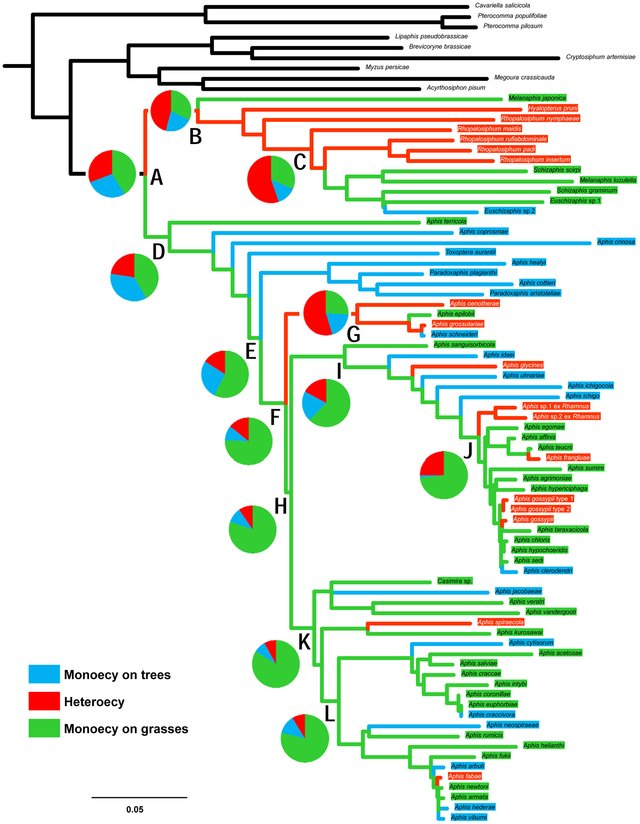 Cavariella salicicola
Pterocomma populifoliae
Pterocomma pilosum
Lipaphis pseudobrassicae
Brevicoryne brassicae
Cryptosiphum artemisiae
Myzus persicae
Megoura crassicauda
Acyrthosiphon pisum
Melanaphis japonica
Hyalopterus pruni
B
Rhopalosiphum nymphaeae
Rhopalosiphum maidis
Rhopalosiphum rufiabdominale
Rhopalosiphum padi
C
Rhopalosiphum insertum
Schizaphis scirpi
A
Melanaphis luzulella
Schizaphis graminum
Euschizaphis sp.1
Euschizaphis sp.2
Aphis terricola
Aphis coprosmae
Aphis crinosa
D
Toxoptera aurantii
Aphis healyi
Paradoxaphis plagianthi
Aphis cottieri
Paradoxaphis aristoteliae
Aphis oenotherae
Aphis epilobii
Aphis grossulariae
G
Aphis schneideri
Aphis sanguisorbicola
E
Aphis idaei
I
Aphis glycines
Aphis ulmeriae
Aphis ichigocola
Aphis ichigo
Aphis sp.1 ex Rhamnus
F
Aphis sp.2 ex Rhamnus
Aphis egomae
Aphis affinis
Aphis teucrii
J
Aphis frangluae
Aphis sumire
Aphis agrimoniae
Aphis hypericiphaga
Aphis gossypii type 1
H
Aphis gossypii type 2
Aphis gossypii
Aphis taraxacicola
Aphis chloris
Aphis hypochoeridis
Aphis sedi
Aphis clerodendri
Casimira sp.
Aphis jacobaeae
Aphis veratri
Aphis vandergooti
Aphis spiraecola
Aphis kurosawai
K
Aphis cytisorum
Aphis acetosae
Aphis salviae
Aphis craccae
Monoecy on trees
Aphis intybi
Aphis coronillae
Heteroecy
Aphis euphorbiae
L
Aphis craccivora
Aphis neospiraeae
Monoecy on grasses
Aphis rumicis
Aphis helianthi
Aphis fukii
Aphis arbuti
Aphis fabae
Aphis newtoni
Aphis armata
0.05
Aphis hederae
Aphis viburni